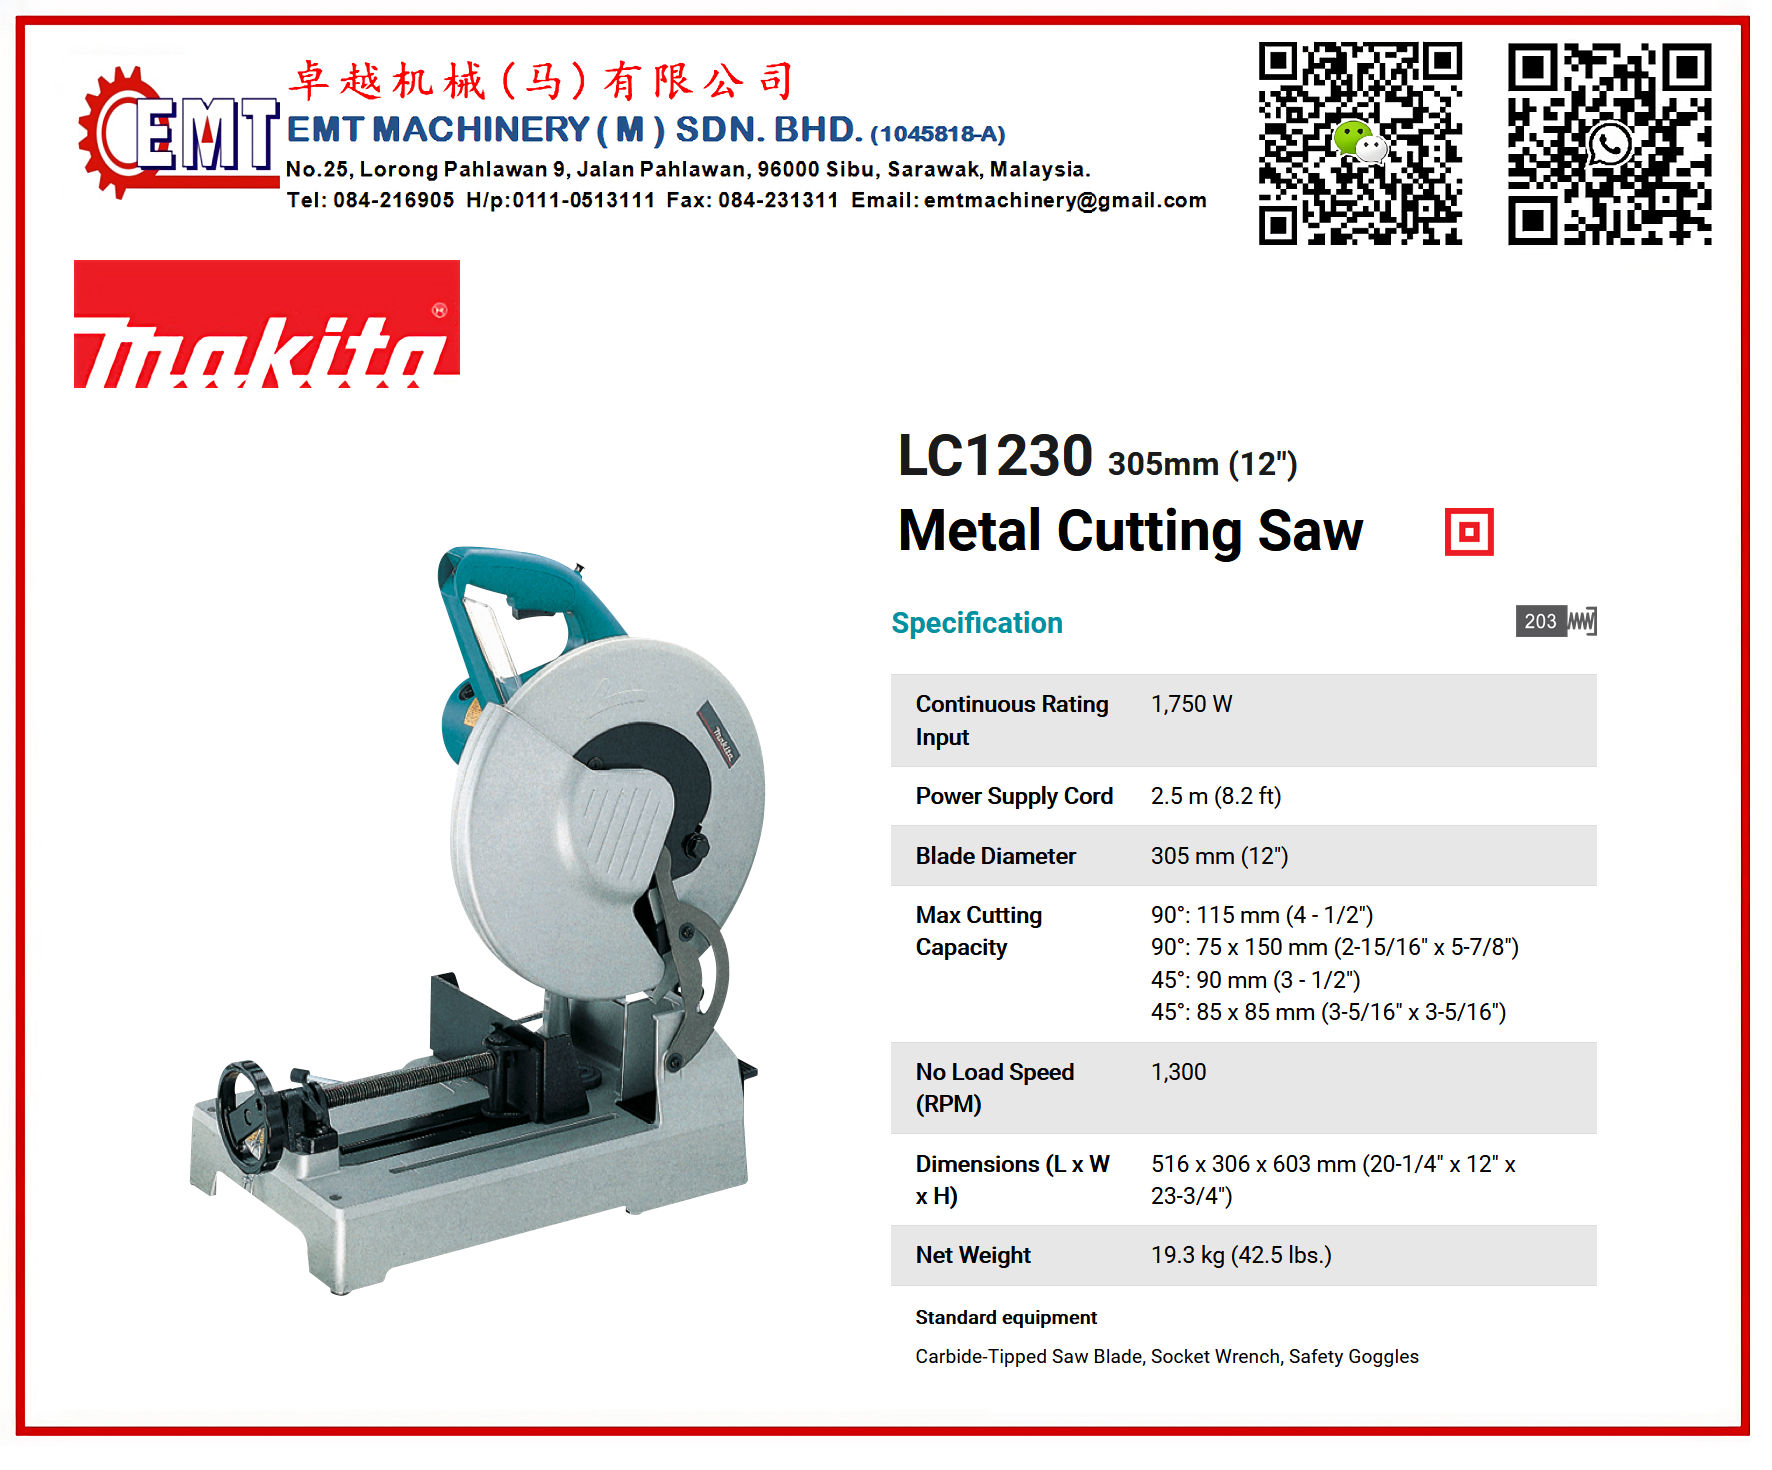 卓越机械(马)有限公司
EMT
EMT MACHINERY ( M ) SDN. BHD. (1045818-A)
No.25, Lorong Pahlawan 9, Jalan Pahlawan, 96000 Sibu, Sarawak, Malaysia.
Tel: 084-216905 H/p:0111-0513111 Fax: 084-231311 Email: emtmachinery@gmail.com
makita
LC1230 305mm (12")
Metal Cutting Saw
Specification
203
Continuous Rating Input 1,750 W
Power Supply Cord 2.5 m (8.2 ft)
Blade Diameter 305 mm (12")
Max Cutting Capacity
90°: 115 mm (4 - 1/2")
90°: 75 x 150 mm (2-15/16" x 5-7/8")
45°: 90 mm (3 - 1/2")
45°: 85 x 85 mm (3-5/16" x 3-5/16")
No Load Speed (RPM) 1,300
Dimensions (L x W x H)
516 x 306 x 603 mm (20-1/4" x 12" x
23-3/4")
Net Weight 19.3 kg (42.5 lbs.)
Standard equipment
Carbide-Tipped Saw Blade, Socket Wrench, Safety Goggles
makita